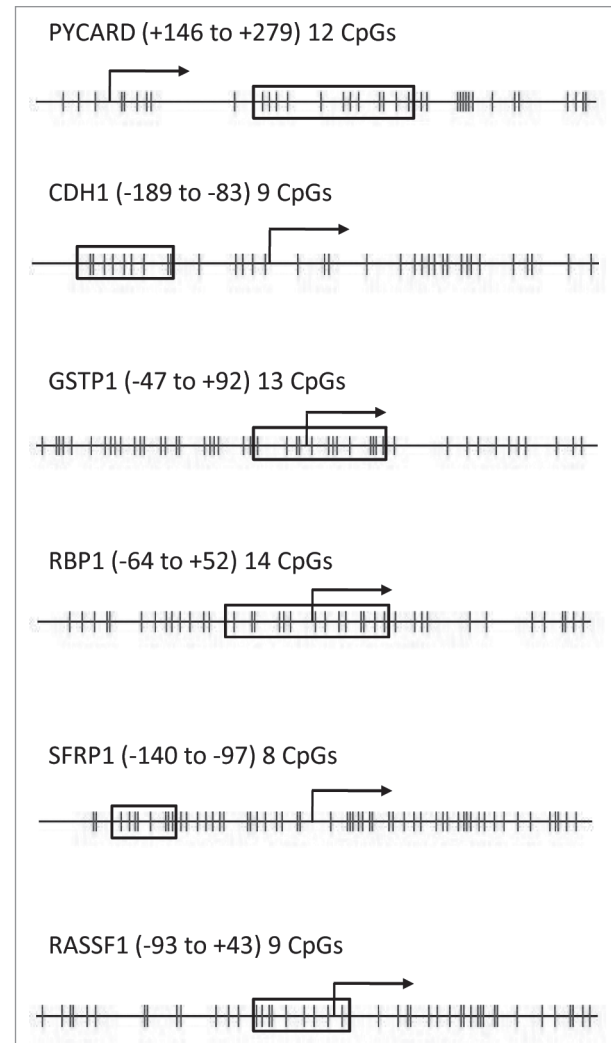 PYCARD (+146 to +279) 12 CpGs
CDH1 (-189 to -83) 9 CpGs
GSTP1 (-47 to +92) 13 CpGs
RBP1 (-64 to +52) 14 CpGs
SFRP1 (-140 to -97) 8 CpGs
RASSF1 (-93 to +43) 9 CpGs